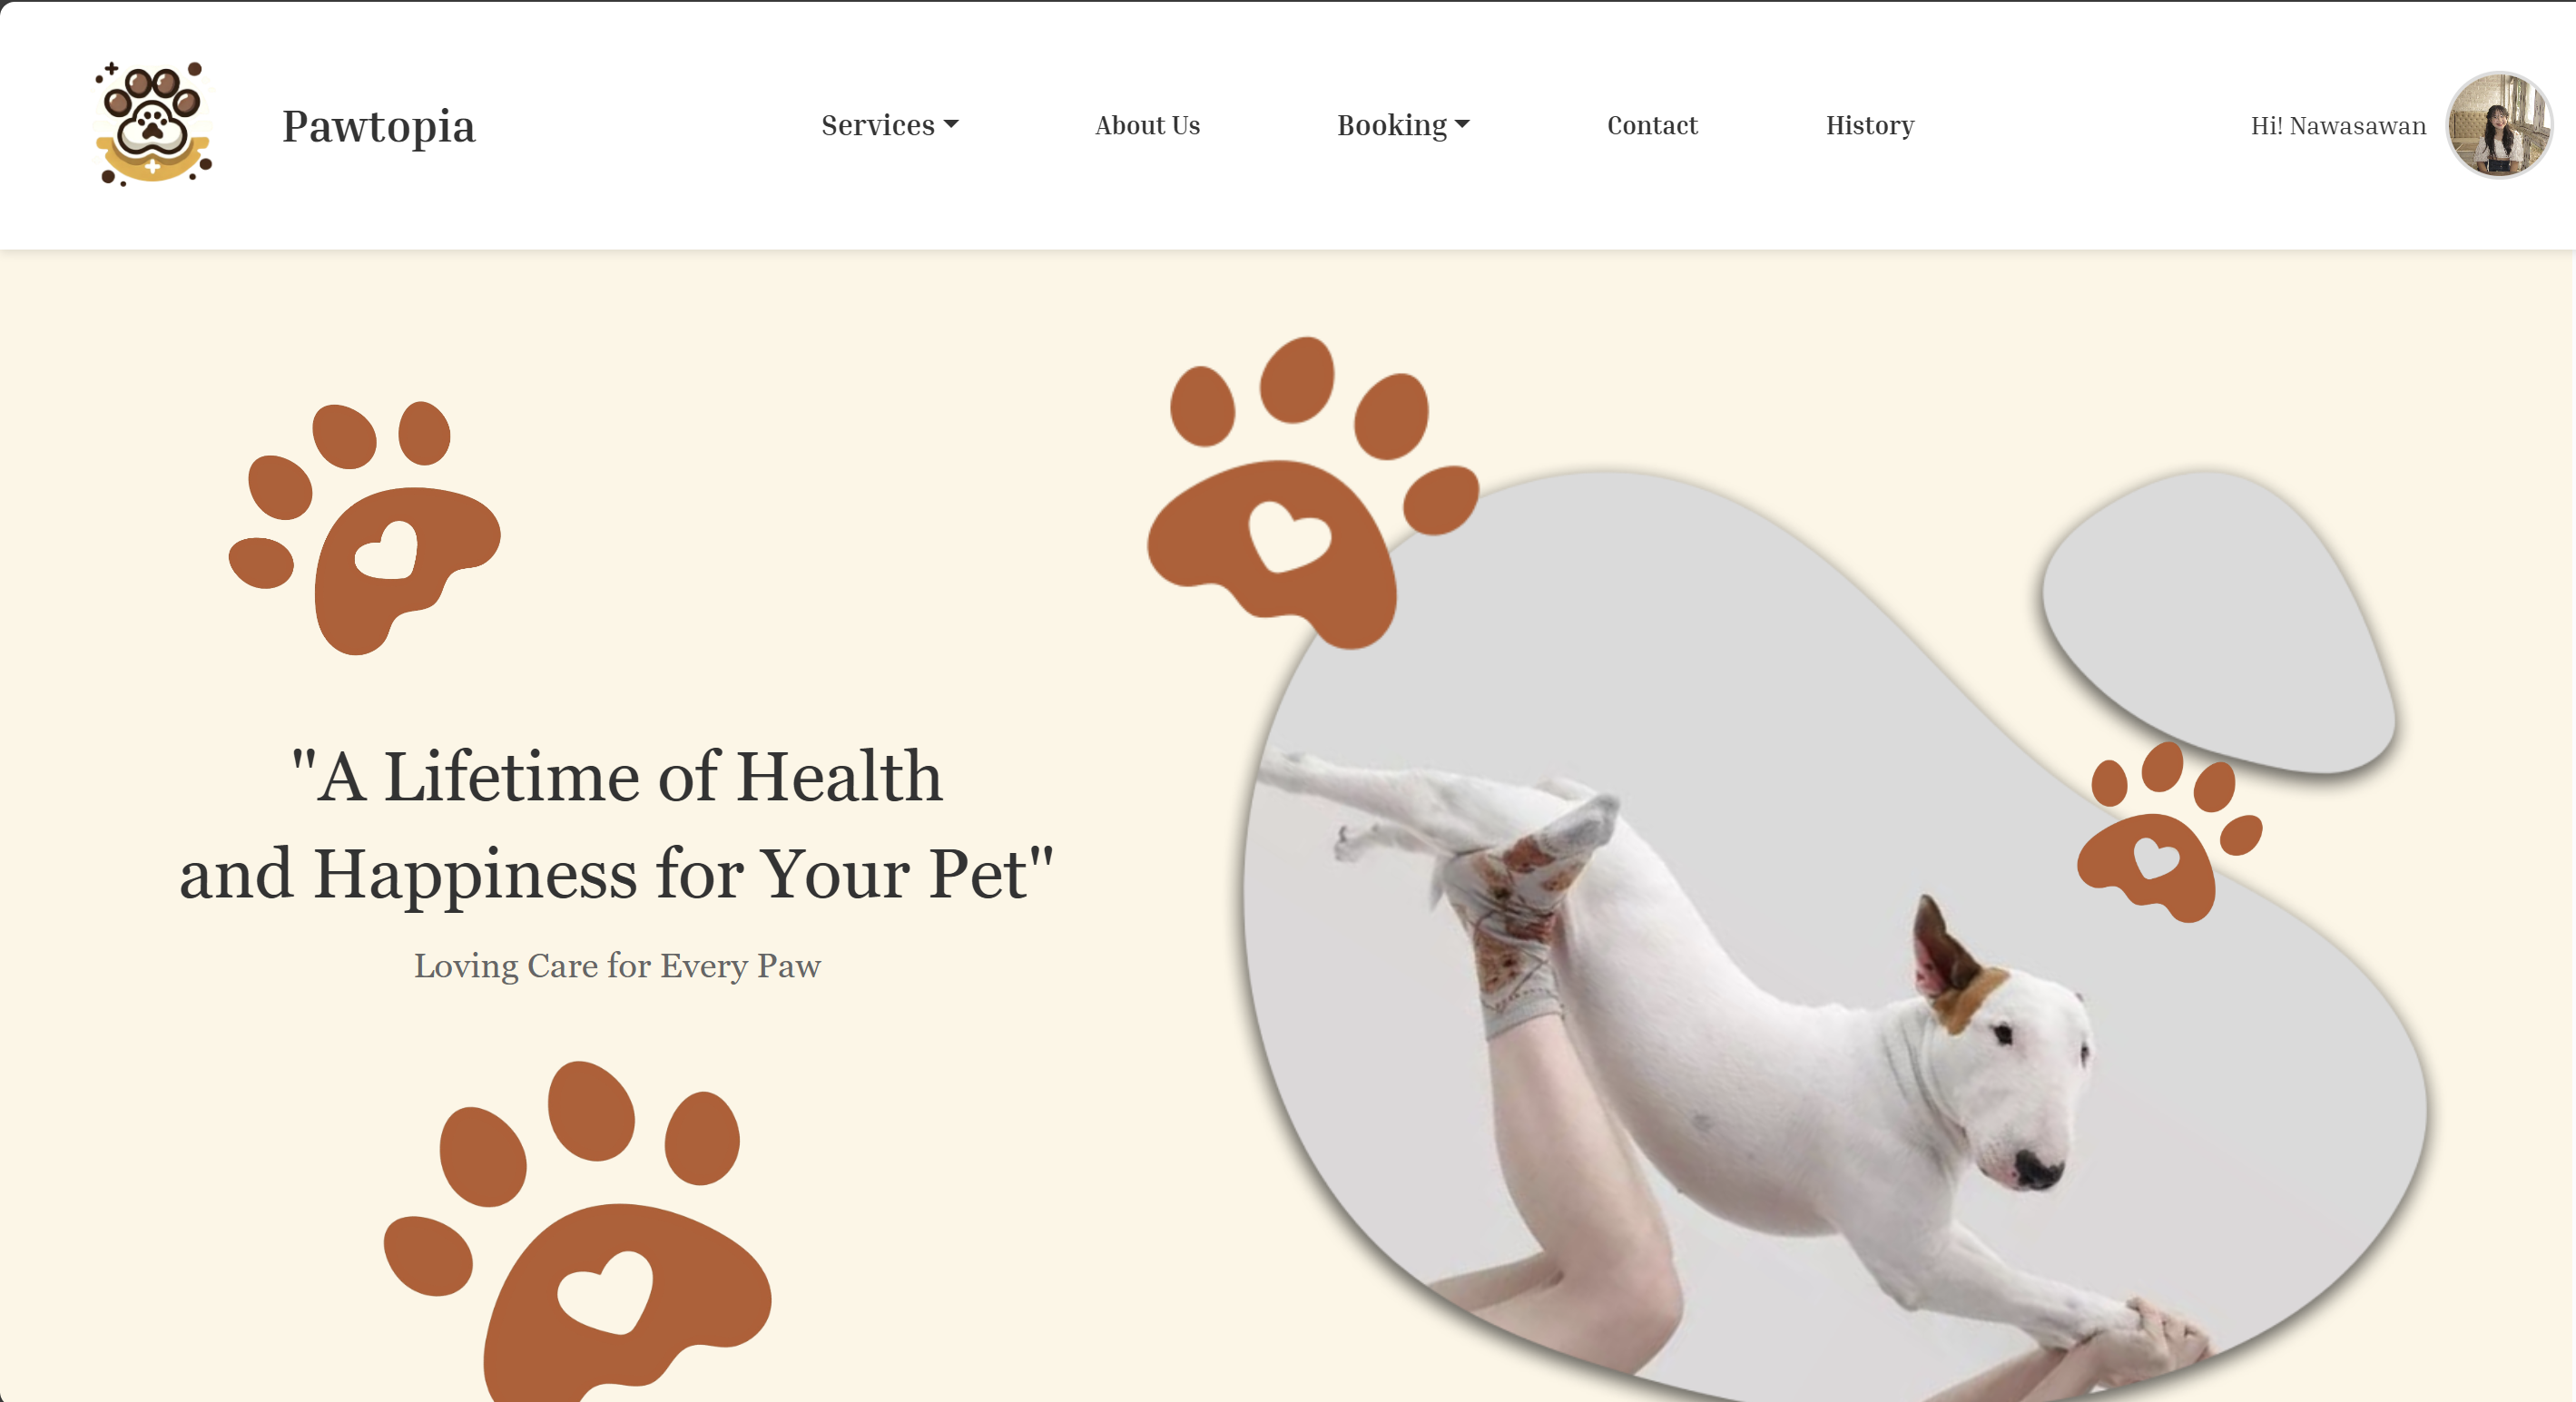 Pawtopia
Services
About Us
Booking
Contact
History
Hi! Nawasawan
"A Lifetime of Health
and Happiness for Your Pet"
Loving Care for Every Paw